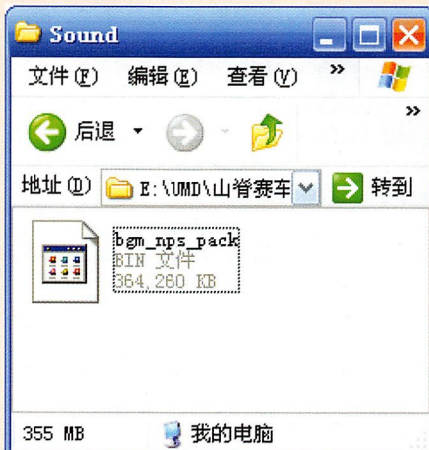 Sound
文件(F) 编辑(E) 查看(V) »
后退 »
地址(D) E:\UMD\山脊赛车 转到
bgm_nps_pack
BIN 文件
364,260 KB
355 MB 我的电脑